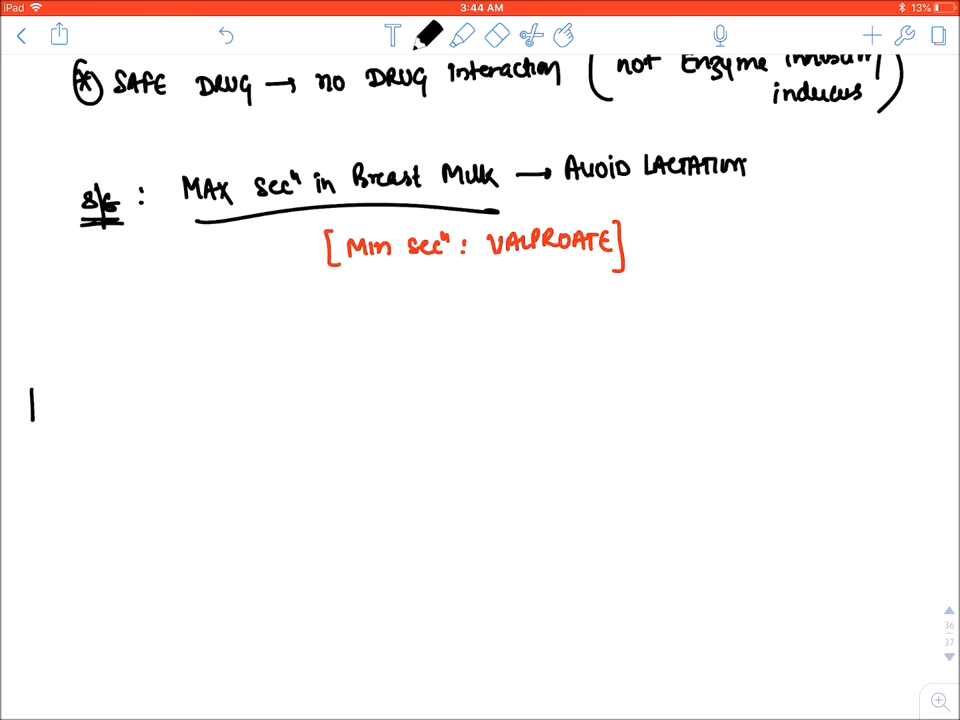 iPad 3:44 AM 13%
T
* SAFE DRUG → no DRUG Interaction ( not Enzyme
inducers )
S/E : MAX Secⁿ in Breast Milk → AVOID LACTATION
[ Min Secⁿ : VALPROATE ]
36
37